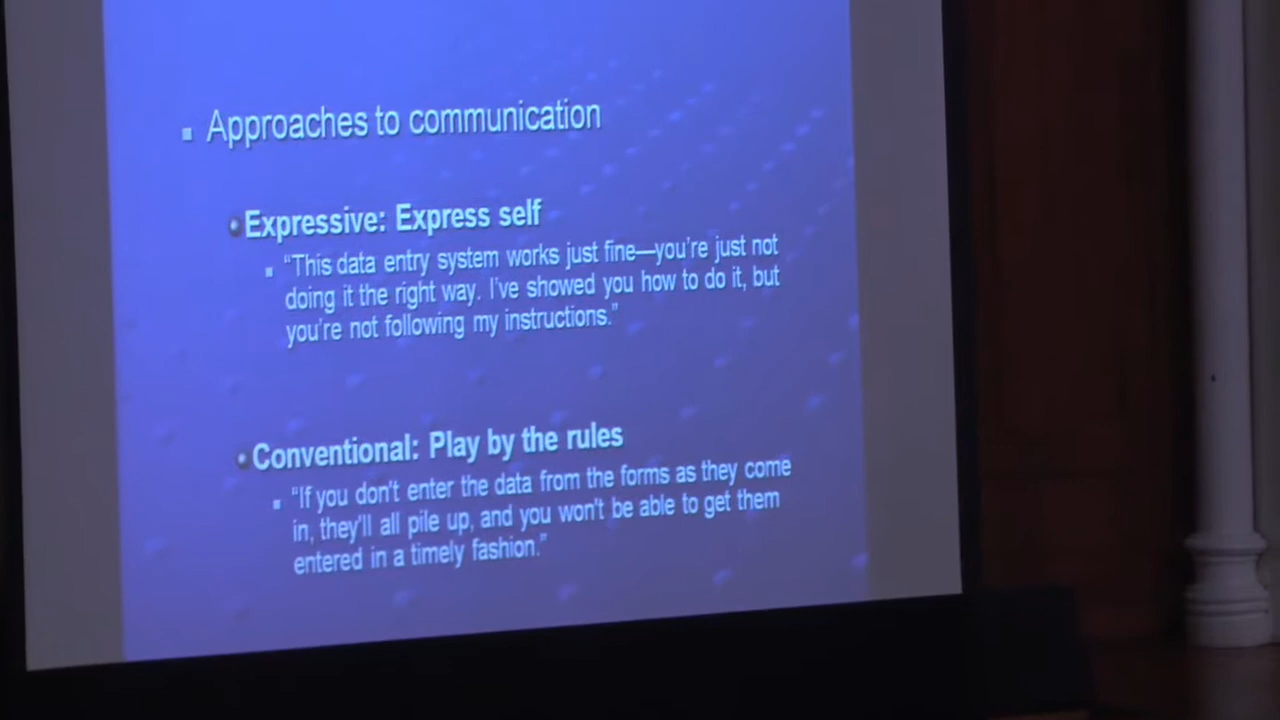 Approaches to communication
Expressive: Express self
“This data entry system works just fine—you're just not
doing it the right way. I've showed you how to do it, but
you're not following my instructions.”
Conventional: Play by the rules
“If you don't enter the data from the forms as they come
in, they'll all pile up, and you won't be able to get them
entered in a timely fashion.”